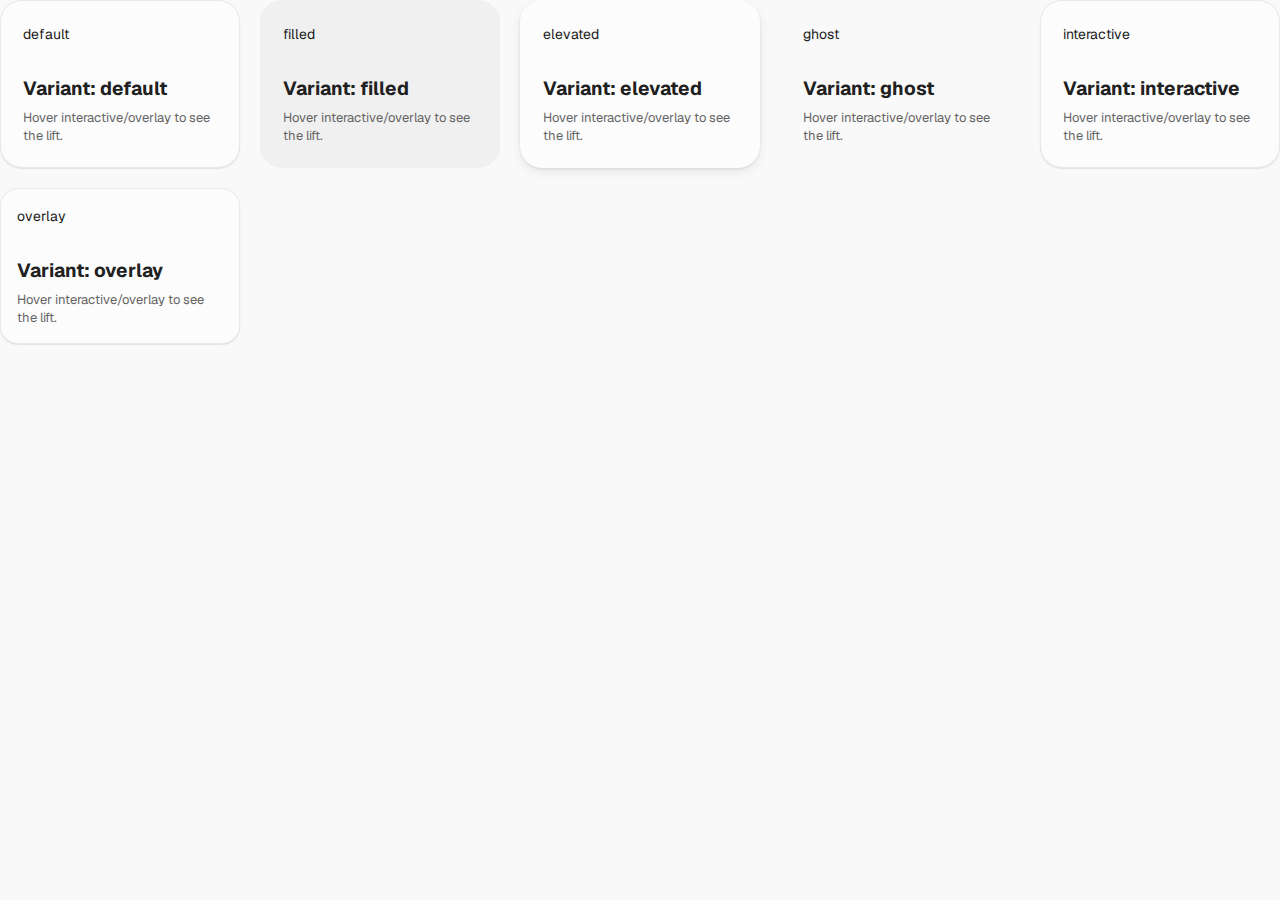 default
Variant: default
Hover interactive/overlay to see
the lift.
filled
Variant: filled
Hover interactive/overlay to see
the lift.
elevated
Variant: elevated
Hover interactive/overlay to see
the lift.
ghost
Variant: ghost
Hover interactive/overlay to see
the lift.
interactive
Variant: interactive
Hover interactive/overlay to see
the lift.
overlay
Variant: overlay
Hover interactive/overlay to see
the lift.